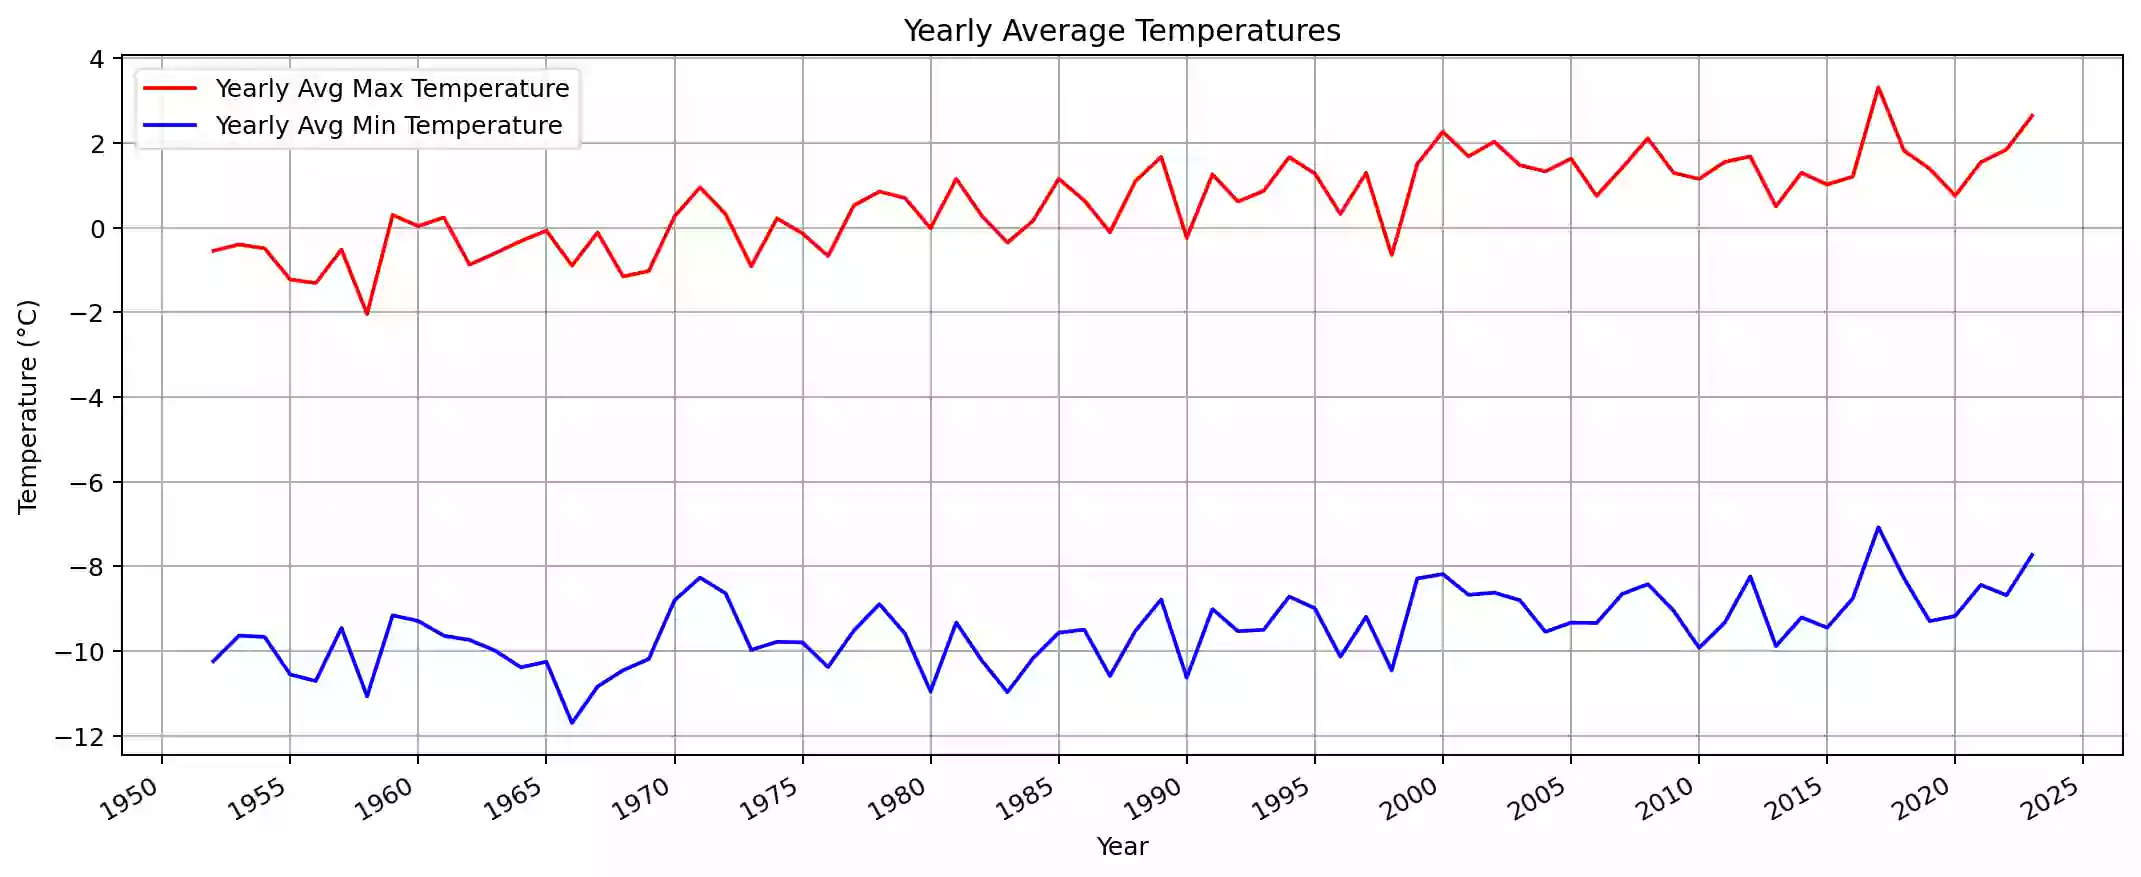 Yearly Average Temperatures
4
Yearly Avg Max Temperature
Yearly Avg Min Temperature
2
0
−2
−4
−6
−8
−10
−12
Temperature (°C)
1950 1955 1960 1965 1970 1975 1980 1985 1990 1995 2000 2005 2010 2015 2020 2025
Year